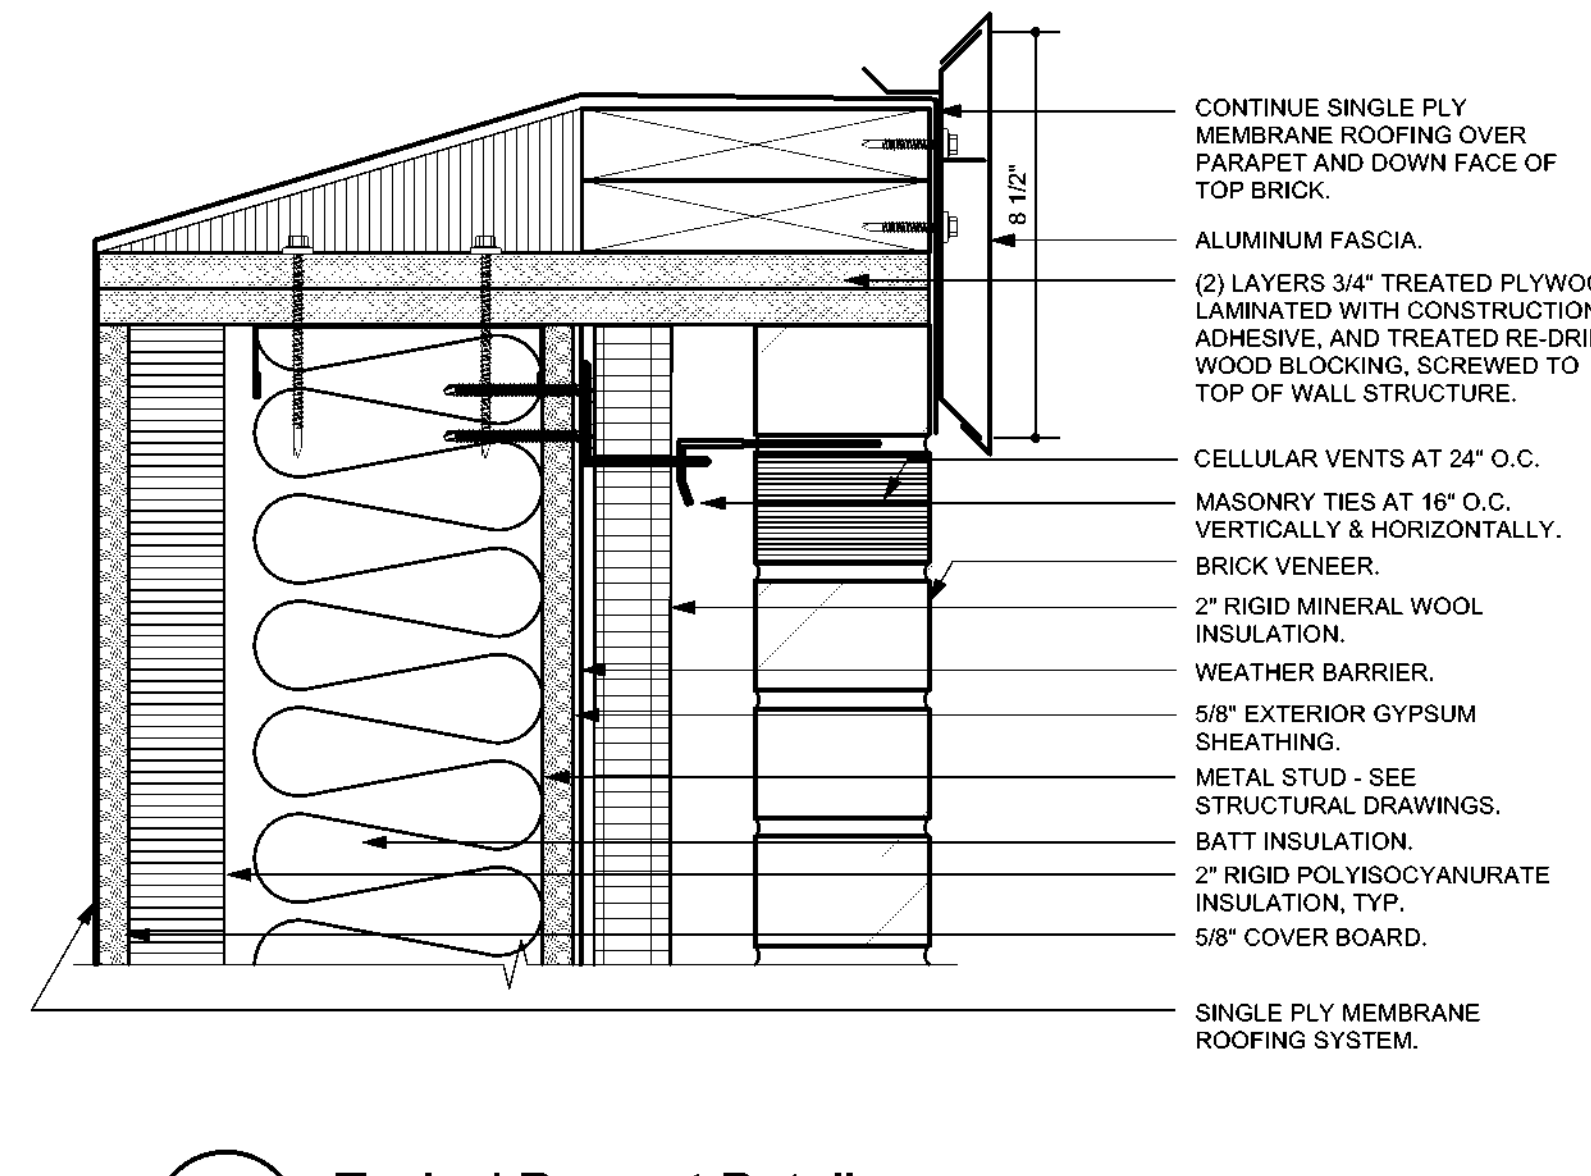 CONTINUE SINGLE PLY
MEMBRANE ROOFING OVER
PARAPET AND DOWN FACE OF
TOP BRICK.
8 1/2"
ALUMINUM FASCIA.
(2) LAYERS 3/4" TREATED
LAMINATED WITH CONSTRUCTION
ADHESIVE, AND TREATED
WOOD BLOCKING, SCREWED TO
TOP OF WALL STRUCTURE.
CELLULAR VENTS AT 24" O.C.
MASONRY TIES AT 16" O.C.
VERTICALLY & HORIZONTALLY.
BRICK VENEER.
2" RIGID MINERAL WOOL
INSULATION.
WEATHER BARRIER.
5/8" EXTERIOR GYPSUM
SHEATHING.
METAL STUD - SEE
STRUCTURAL DRAWINGS.
BATT INSULATION.
2" RIGID POLYISOCYANURATE
INSULATION, TYP.
5/8" COVER BOARD.
SINGLE PLY MEMBRANE
ROOFING SYSTEM.